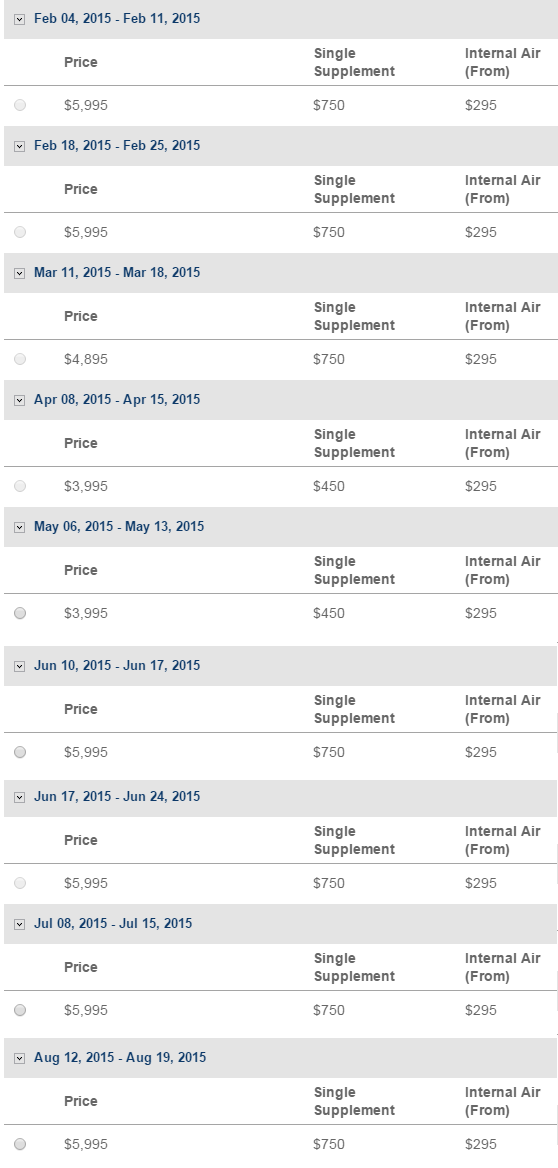 Feb 04, 2015 - Feb 11, 2015
Price Single Supplement Internal Air (From)
$5,995 $750 $295
Feb 18, 2015 - Feb 25, 2015
Price Single Supplement Internal Air (From)
$5,995 $750 $295
Mar 11, 2015 - Mar 18, 2015
Price Single Supplement Internal Air (From)
$4,895 $750 $295
Apr 08, 2015 - Apr 15, 2015
Price Single Supplement Internal Air (From)
$3,995 $450 $295
May 06, 2015 - May 13, 2015
Price Single Supplement Internal Air (From)
$3,995 $450 $295
Jun 10, 2015 - Jun 17, 2015
Price Single Supplement Internal Air (From)
$5,995 $750 $295
Jun 17, 2015 - Jun 24, 2015
Price Single Supplement Internal Air (From)
$5,995 $750 $295
Jul 08, 2015 - Jul 15, 2015
Price Single Supplement Internal Air (From)
$5,995 $750 $295
Aug 12, 2015 - Aug 19, 2015
Price Single Supplement Internal Air (From)
$5,995 $750 $295